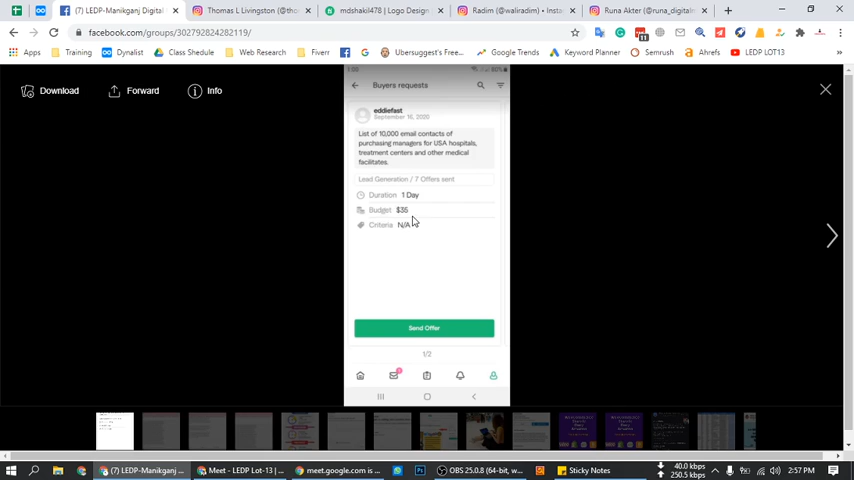 (7) LEDP-Manikganj Digital
Thomas L Livingston (@tho
mdshakil478 | Logo Design
Radim (@waliradim) • Insta
Runa Akter (@runa_digitalm
facebook.com/groups/302792824282119/
Apps
Training
Dynalist
Class Shedule
Web Research
Fiverr
Ubersuggest's Free...
Google Trends
Keyword Planner
Semrush
Ahrefs
LEDP LOT13
Download
Forward
Info
Buyers requests
eddiefast
September 16, 2020
List of 10,000 email contacts of
purchasing managers for USA hospitals,
treatment centers and other medical
facilitates.
Lead Generation / 7 Offers sent
Duration 1 Day
Budget $35
Criteria N/A
Send Offer
1/2
(7) LEDP-Manikganj ...
Meet - LEDP Lot-13 | ...
meet.google.com is ...
OBS 25.0.8 (64-bit, w...
Sticky Notes
40.0 kbps
250.5 kbps
2:57 PM